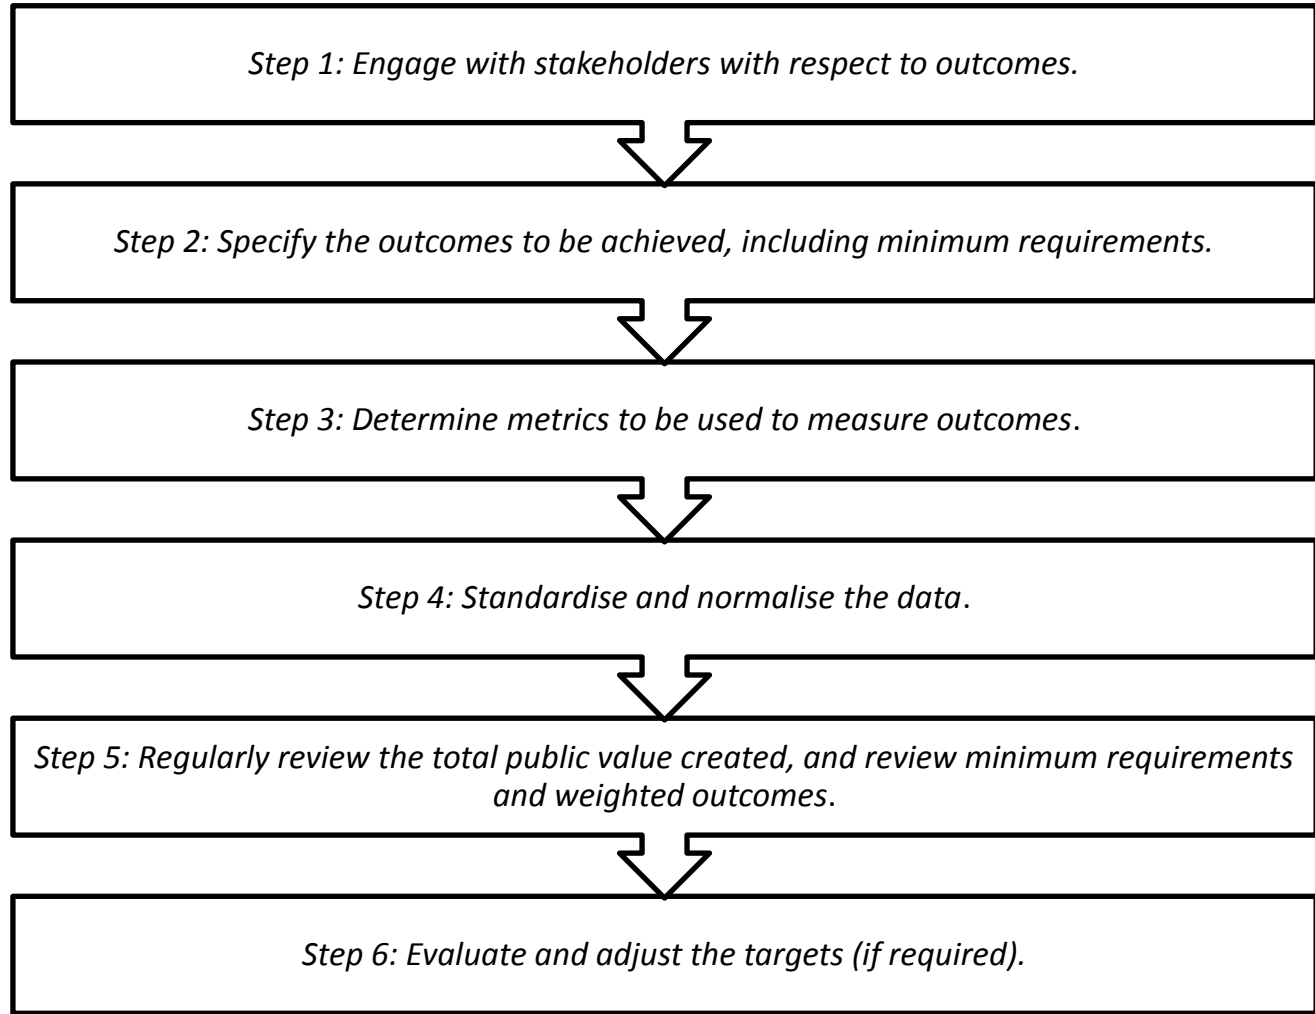 Step 1: Engage with stakeholders with respect to outcomes.
Step 2: Specify the outcomes to be achieved, including minimum requirements.
Step 3: Determine metrics to be used to measure outcomes.
Step 4: Standardise and normalise the data.
Step 5: Regularly review the total public value created, and review minimum requirements
and weighted outcomes.
Step 6: Evaluate and adjust the targets (if required).